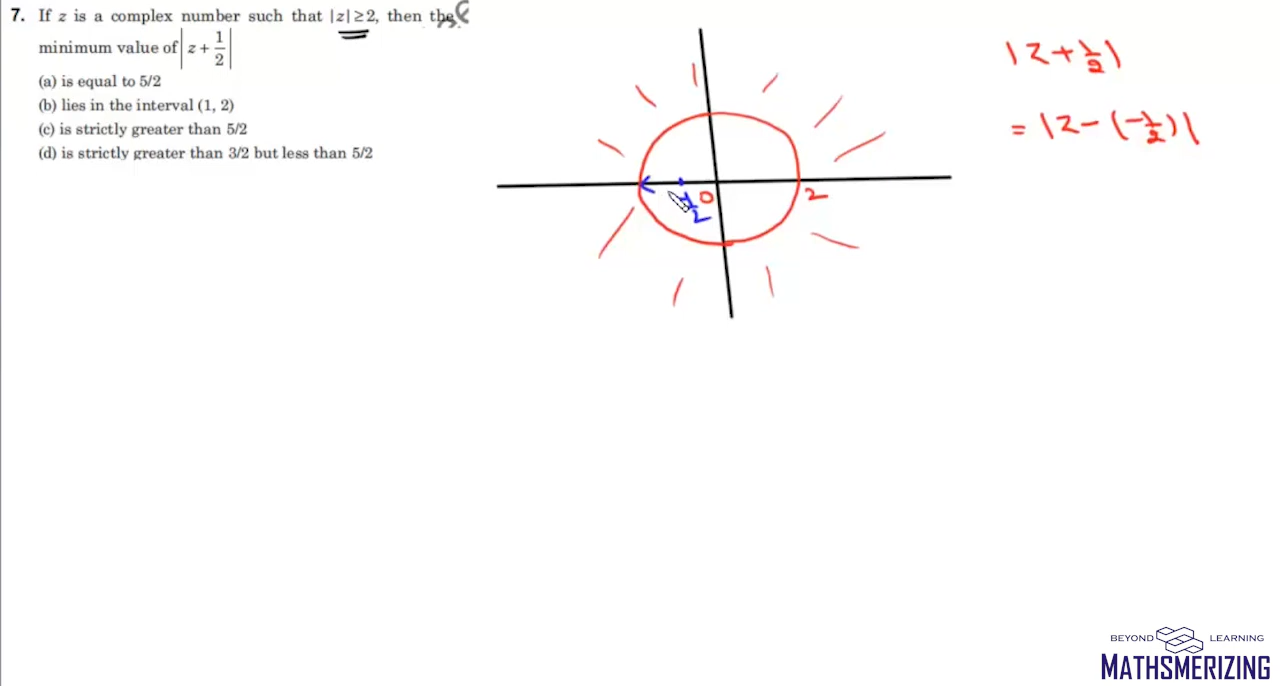 7. If z is a complex number such that |z| ≥ 2, then the
minimum value of |z + 1/2|
(a) is equal to 5/2
(b) lies in the interval (1, 2)
(c) is strictly greater than 5/2
(d) is strictly greater than 3/2 but less than 5/2
|z + 1/2|
= |z - (-1/2)|
0
2
BEYOND LEARNING
MATHSMERIZING